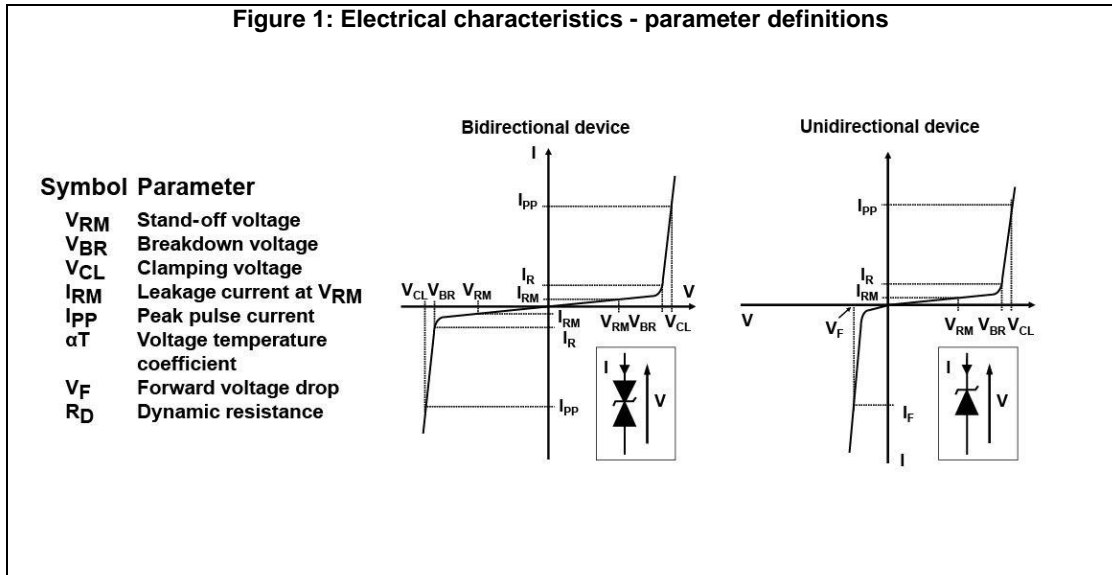 Figure 1: Electrical characteristics - parameter definitions
Symbol Parameter
VRM Stand-off voltage
VBR Breakdown voltage
VCL Clamping voltage
IRM Leakage current at VRM
IPP Peak pulse current
αT Voltage temperature
coefficient
VF Forward voltage drop
RD Dynamic resistance
Bidirectional device
I
IPP
IR
IRM
VCL VBR VRM
V
VRM VBR VCL
IRM
IR
IPP
I
V
Unidirectional device
IPP
IR
IRM
V
VF
VRM VBR VCL
IF
I
I
V